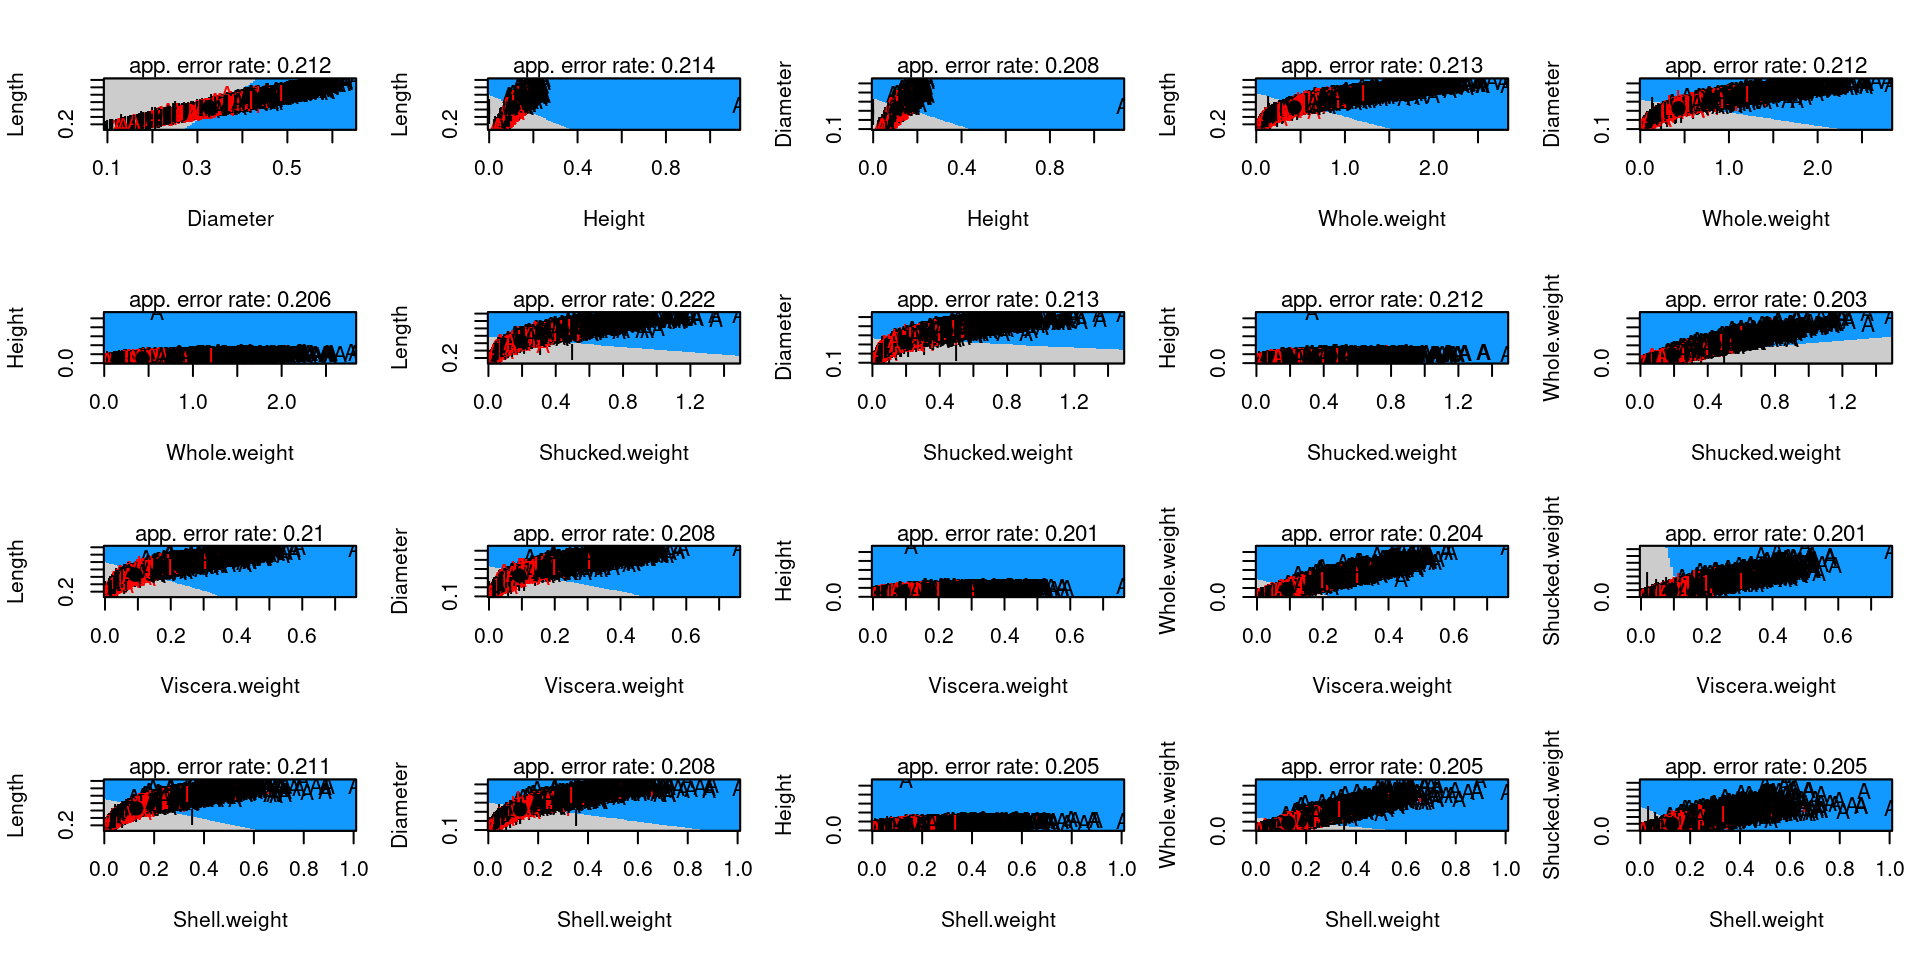 app. error rate: 0.212
Length
0.2
0.1 0.3 0.5
Diameter
app. error rate: 0.214
Length
0.2
0.0 0.4 0.8
Height
app. error rate: 0.208
Diameter
0.1
0.0 0.4 0.8
Height
app. error rate: 0.213
Length
0.2
0.0 1.0 2.0
Whole.weight
app. error rate: 0.212
Diameter
0.1
0.0 1.0 2.0
Whole.weight
app. error rate: 0.206
Height
0.0
0.0 1.0 2.0
Whole.weight
app. error rate: 0.222
Length
0.2
0.0 0.4 0.8 1.2
Shucked.weight
app. error rate: 0.213
Diameter
0.1
0.0 0.4 0.8 1.2
Shucked.weight
app. error rate: 0.212
Height
0.0
0.0 0.4 0.8 1.2
Shucked.weight
app. error rate: 0.203
Whole.weight
0.0
0.0 0.4 0.8 1.2
Shucked.weight
app. error rate: 0.21
Length
0.2
0.0 0.2 0.4 0.6
Viscera.weight
app. error rate: 0.208
Diameter
0.1
0.0 0.2 0.4 0.6
Viscera.weight
app. error rate: 0.201
Height
0.0
0.0 0.2 0.4 0.6
Viscera.weight
app. error rate: 0.204
Whole.weight
0.0
0.0 0.2 0.4 0.6
Viscera.weight
app. error rate: 0.201
Shucked.weight
0.0
0.0 0.2 0.4 0.6
Viscera.weight
app. error rate: 0.211
Length
0.2
0.0 0.2 0.4 0.6 0.8 1.0
Shell.weight
app. error rate: 0.208
Diameter
0.1
0.0 0.2 0.4 0.6 0.8 1.0
Shell.weight
app. error rate: 0.205
Height
0.0
0.0 0.2 0.4 0.6 0.8 1.0
Shell.weight
app. error rate: 0.205
Whole.weight
0.0
0.0 0.2 0.4 0.6 0.8 1.0
Shell.weight
app. error rate: 0.205
Shucked.weight
0.0
0.0 0.2 0.4 0.6 0.8 1.0
Shell.weight